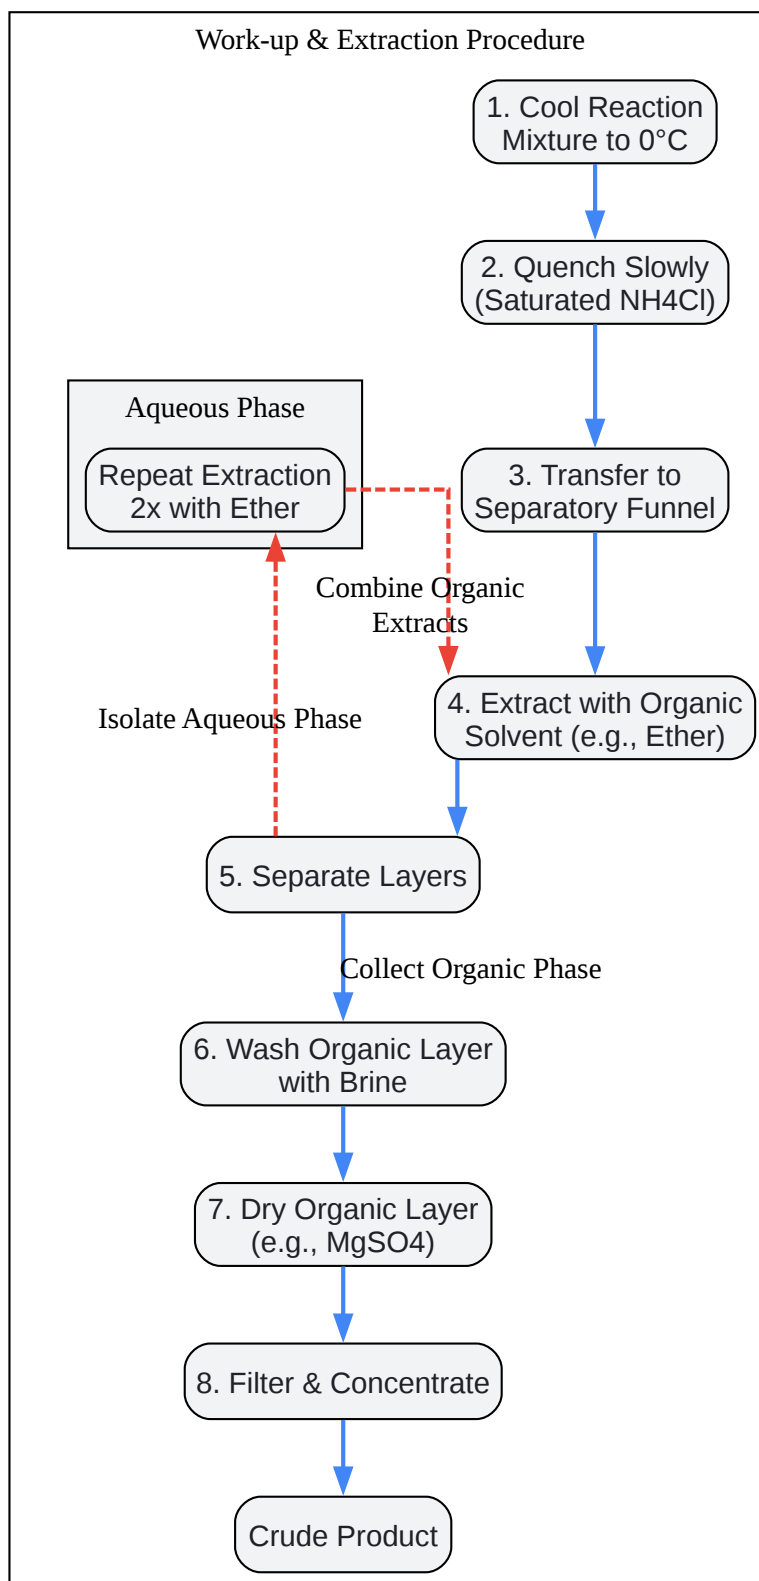 Work-up & Extraction Procedure
1. Cool Reaction
Mixture to 0°C
2. Quench Slowly
(Saturated NH4Cl)
Aqueous Phase
Repeat Extraction
2x with Ether
3. Transfer to
Separatory Funnel
Combine Organic
Extracts
4. Extract with Organic
Solvent (e.g., Ether)
Isolate Aqueous Phase
5. Separate Layers
Collect Organic Phase
6. Wash Organic Layer
with Brine
7. Dry Organic Layer
(e.g., MgSO4)
8. Filter & Concentrate
Crude Product